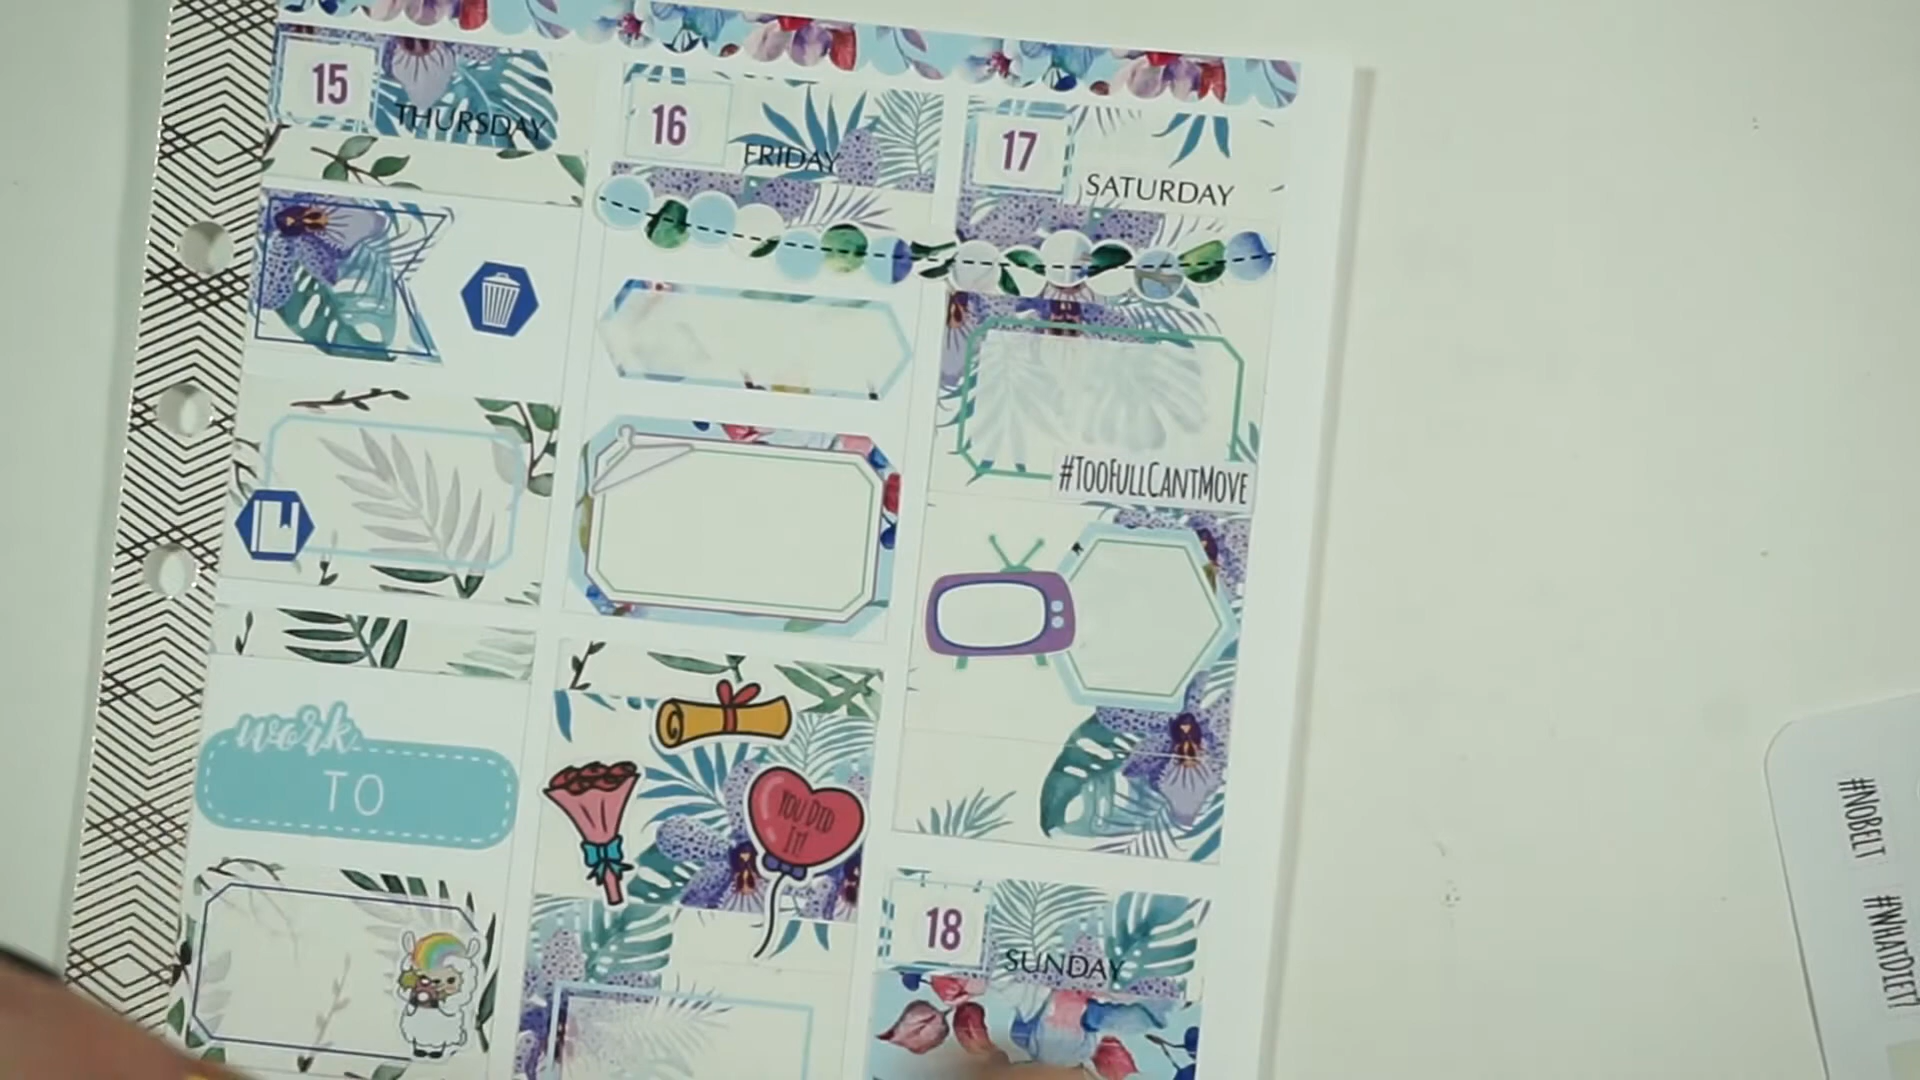 15
THURSDAY
16
FRIDAY
17
SATURDAY
#TOOFULLCANTMOVE
work
TO
YOU DID
IT!
18
SUNDAY
#NOBELT
#WHATDIET?